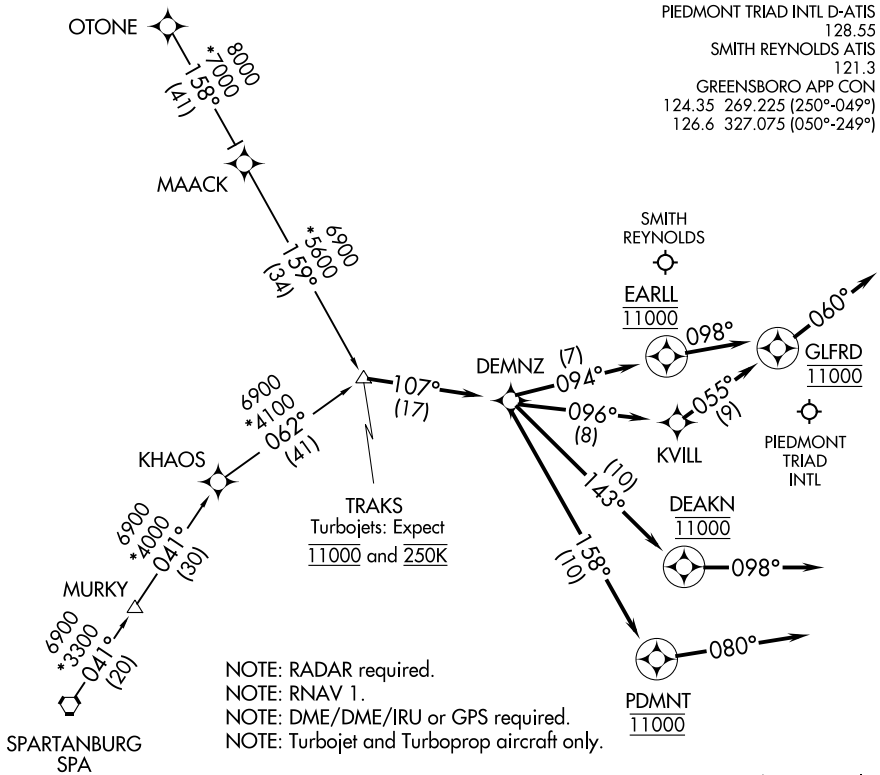 PIEDMONT TRIAD INTL D-ATIS
128.55
SMITH REYNOLDS ATIS
121.3
GREENSBORO APP CON
124.35 269.225 (250°-049°)
126.6 327.075 (050°-249°)
OTONE
8000
*7000
158°
(41)
MAACK
6900
*5600
159°
(34)
SMITH
REYNOLDS
EARLL
11000
098°
060°
GLFRD
11000
DEMNZ
(7)
094°
107°
(17)
096°
(8)
055°
(9)
KVILL
PIEDMONT
TRIAD
INTL
6900
*4100
062°
(41)
KHAOS
TRAKS
Turbojets: Expect
11000 and 250K
(10)
143°
DEAKN
11000
098°
158°
(10)
6900
*4000
041°
(30)
MURKY
6900
*3300
041°
(20)
080°
PDMNT
11000
NOTE: RADAR required.
NOTE: RNAV 1.
NOTE: DME/DME/IRU or GPS required.
NOTE: Turbojet and Turboprop aircraft only.
SPARTANBURG
SPA